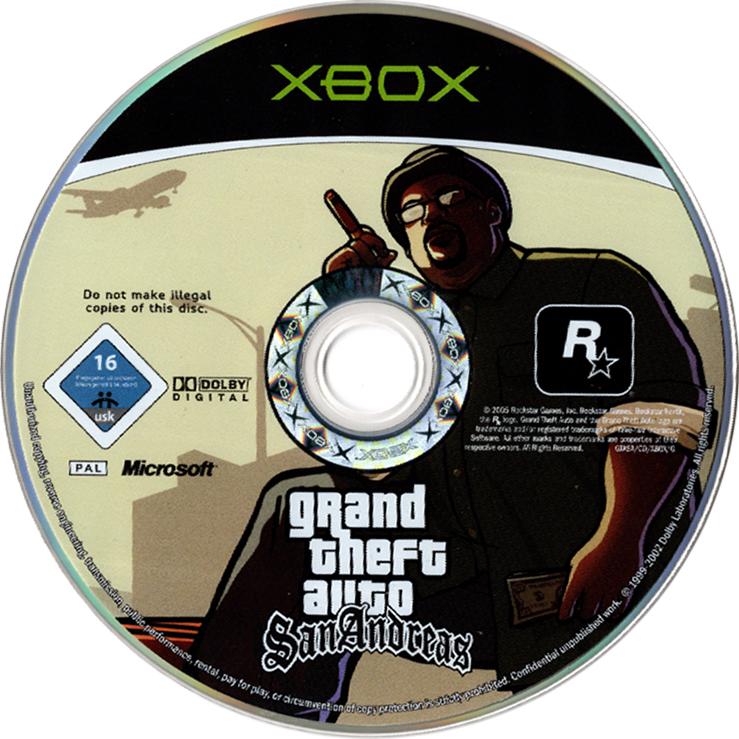 XBOX
Do not make illegal
copies of this disc.
16
usk
DOLBY
DIGITAL
PAL
Microsoft
XBOX
R
© 2005 Rockstar Games, Inc. Rockstar Games, Rockstar North,
the R logo, Grand Theft Auto and the Grand Theft Auto logo are
trademarks and/or registered trademarks of Take-Two Interactive
Software. All other marks and trademarks are properties of their
respective owners. All Rights Reserved.
grand
theft
auto
San Andreas
Unauthorized copying, reverse engineering, transmission, public performance, rental, pay for play, or circumvention of copy protection is strictly prohibited. Confidential unpublished work. © 1999-2002 Dolby Laboratories. All rights reserved.